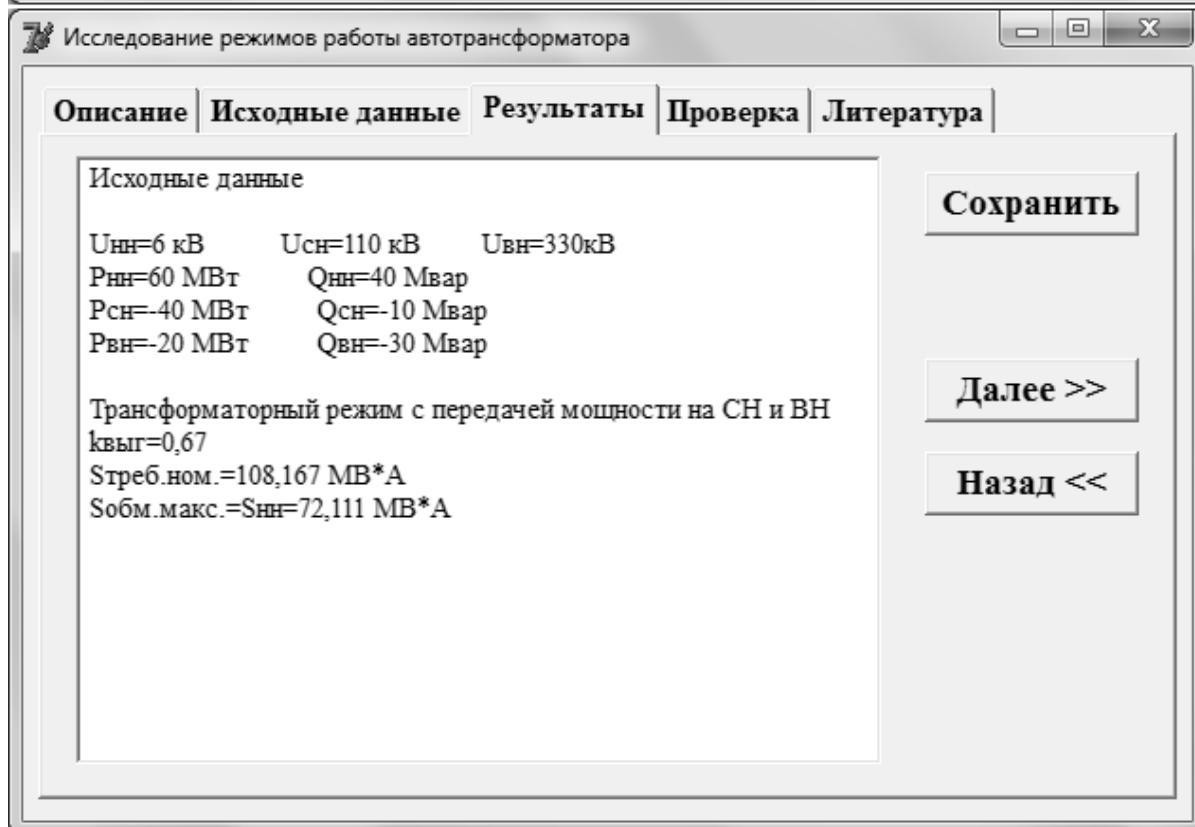 Исследование режимов работы автотрансформатора
Описание Исходные данные Результаты Проверка Литература
Исходные данные
Uнн=6 кВ Uсн=110 кВ Uвн=330кВ
Pнн=60 МВт Qнн=40 Мвар
Pсн=-40 МВт Qсн=-10 Мвар
Pвн=-20 МВт Qвн=-30 Мвар
Трансформаторный режим с передачей мощности на СН и ВН
kвыг=0,67
Sтреб.ном.=108,167 МВ*А
Sобм.макс.=Sнн=72,111 МВ*А
Сохранить
Далее >>
Назад <<